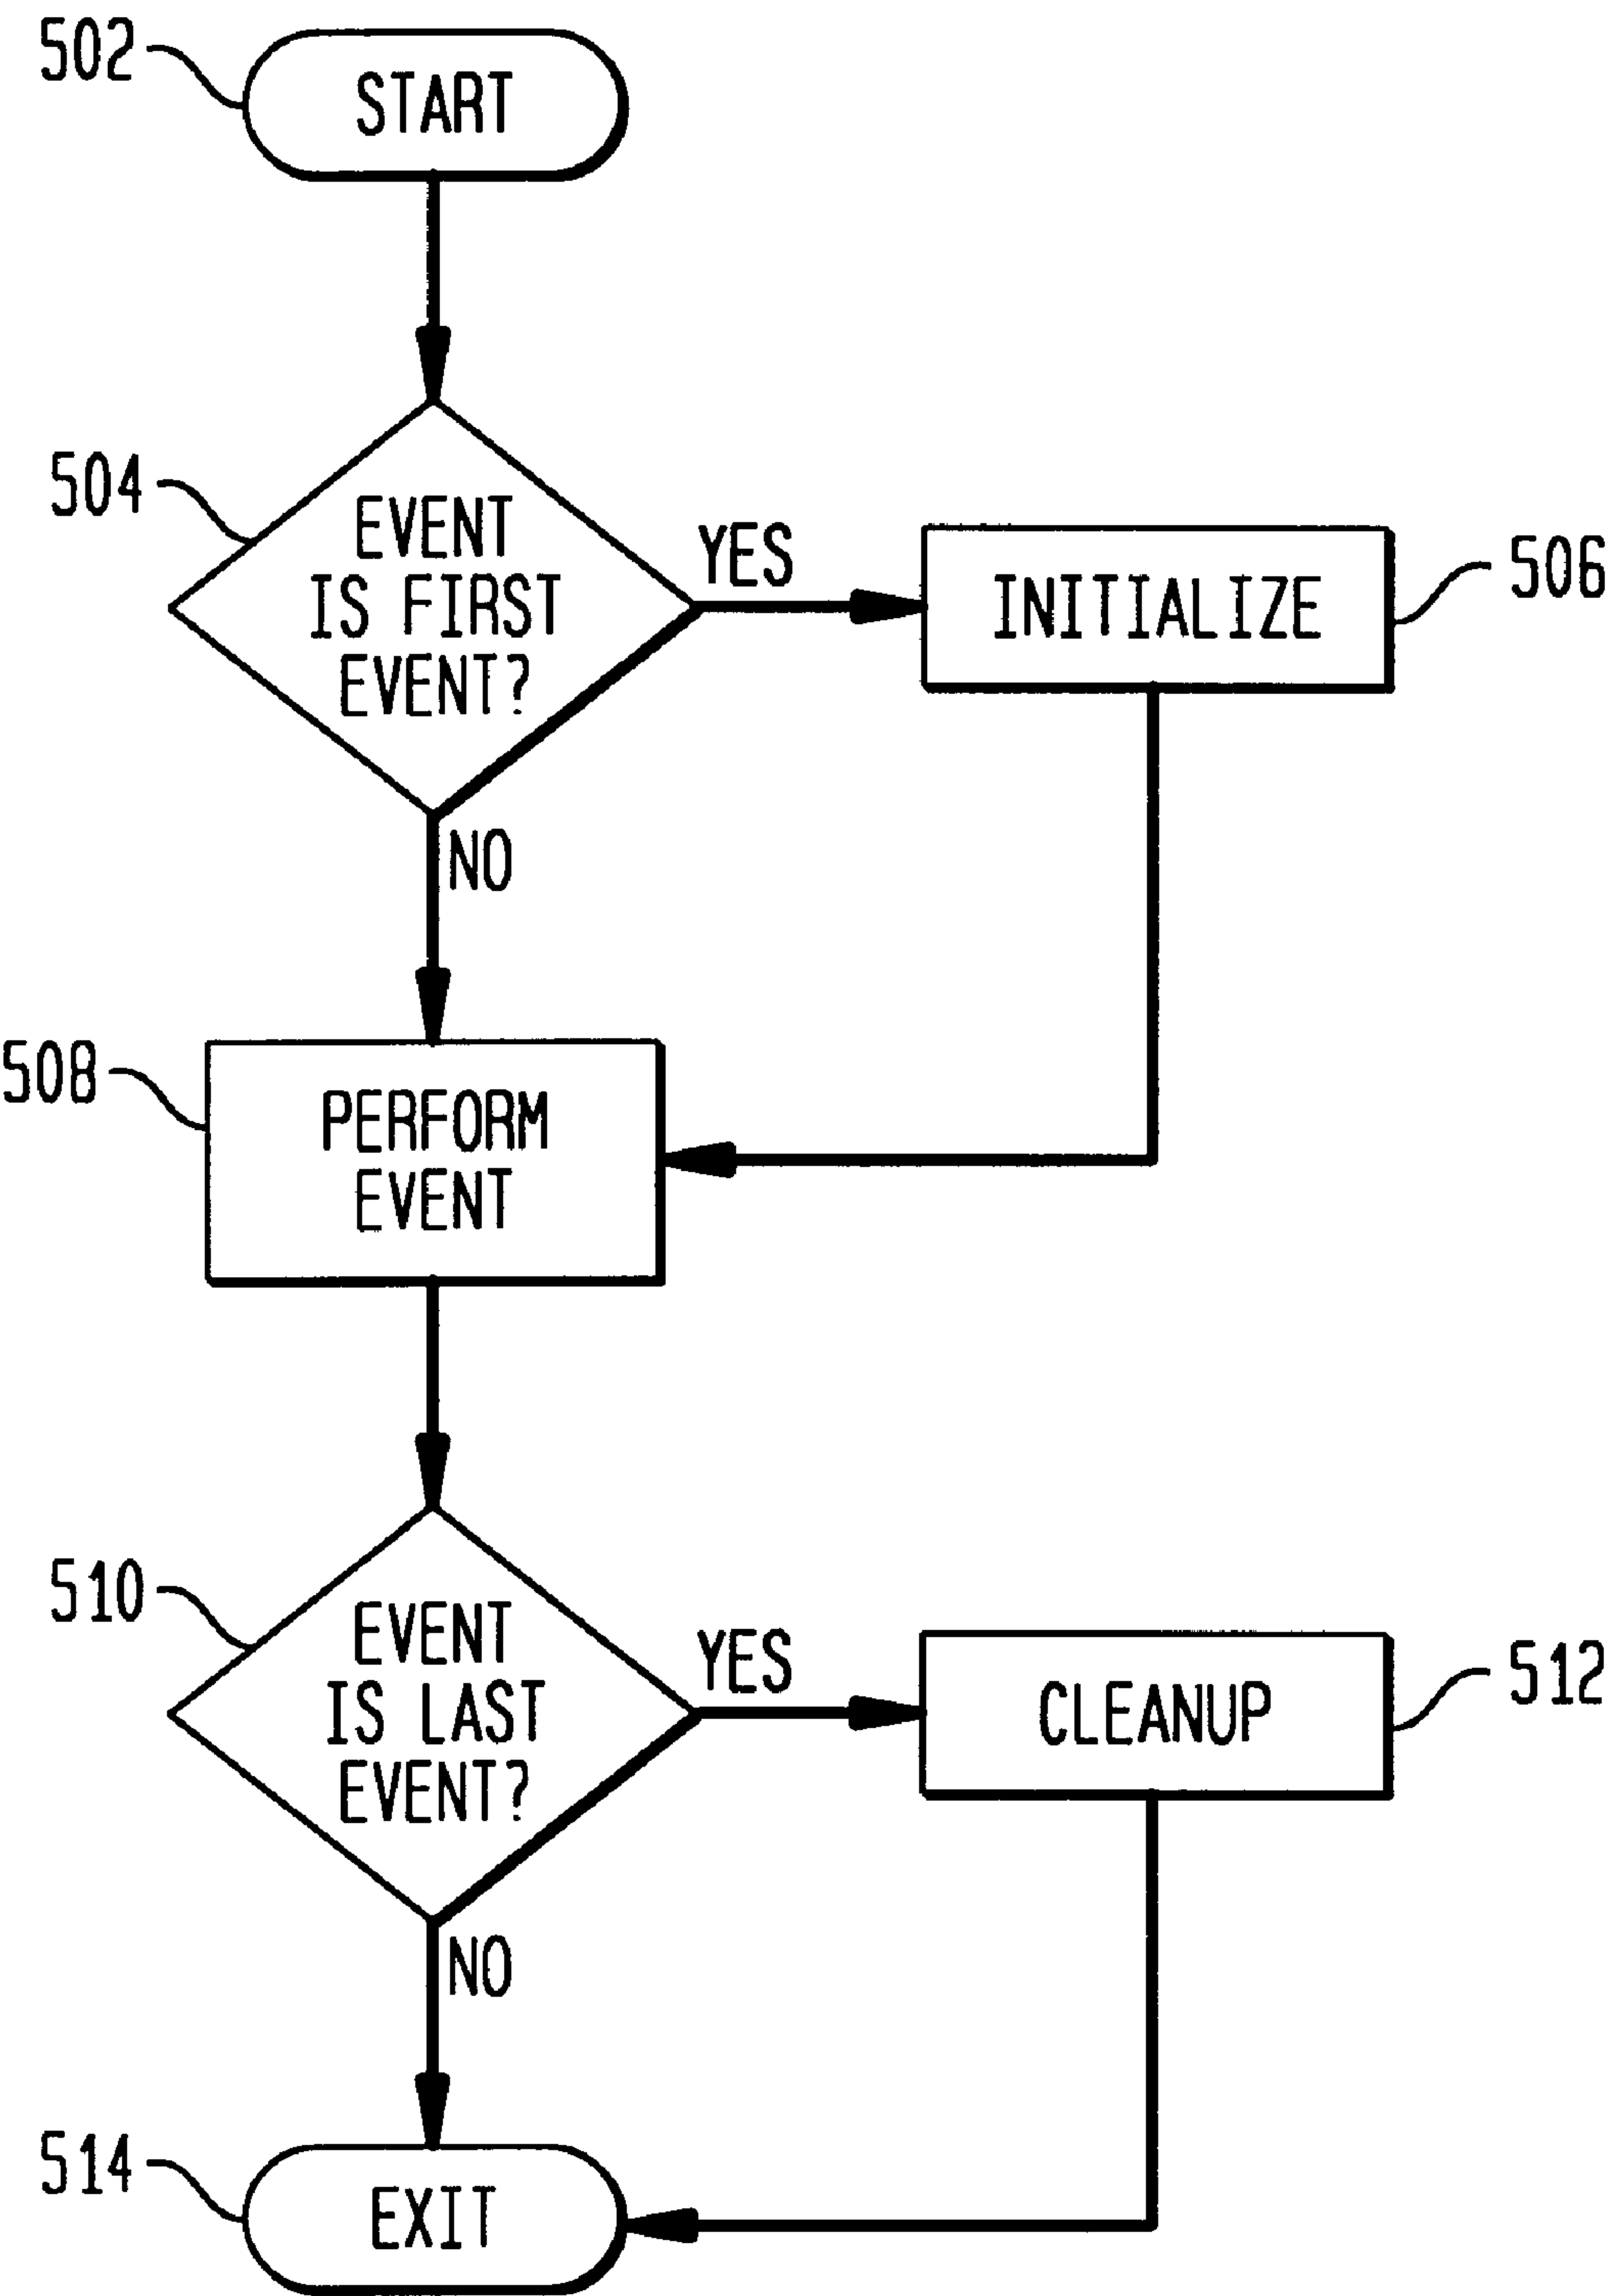 502
START
504
EVENT
IS FIRST
EVENT?
YES
INITIALIZE
506
NO
508
PERFORM
EVENT
510
EVENT
IS LAST
EVENT?
YES
CLEANUP
512
NO
514
EXIT